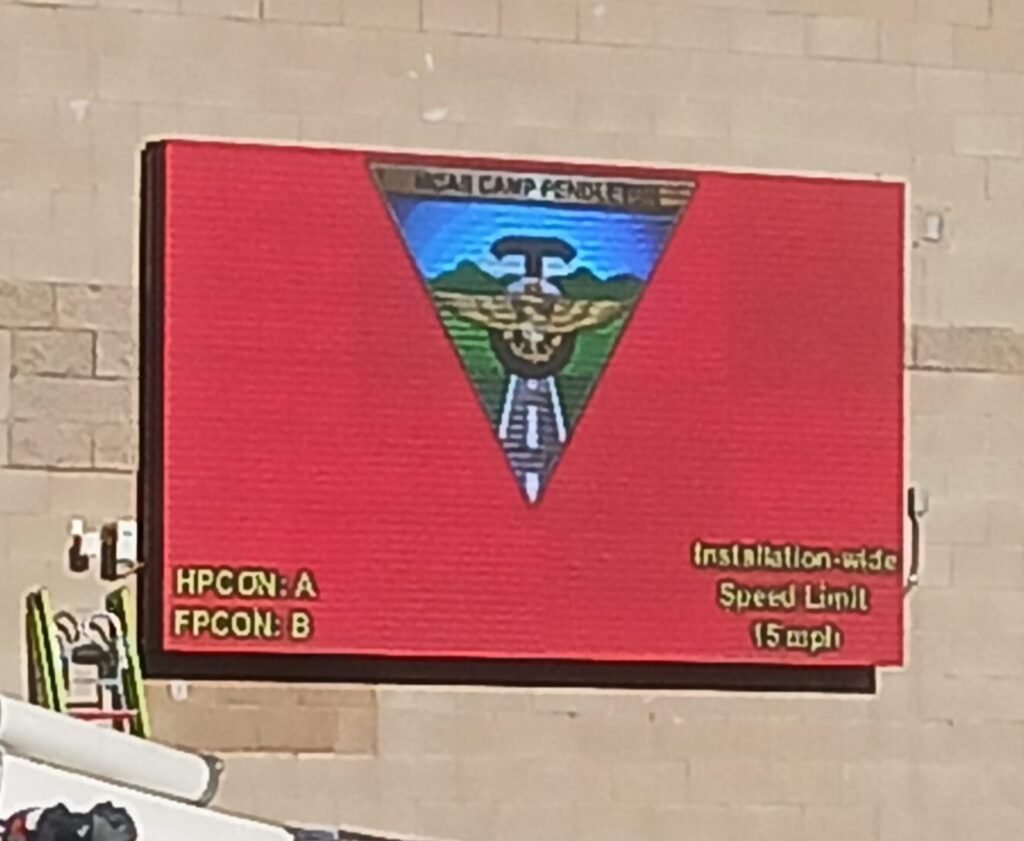 MCAS CAMP PENDLETON
HPCON: A
FPCON: B
Installation-wide
Speed Limit
15 mph